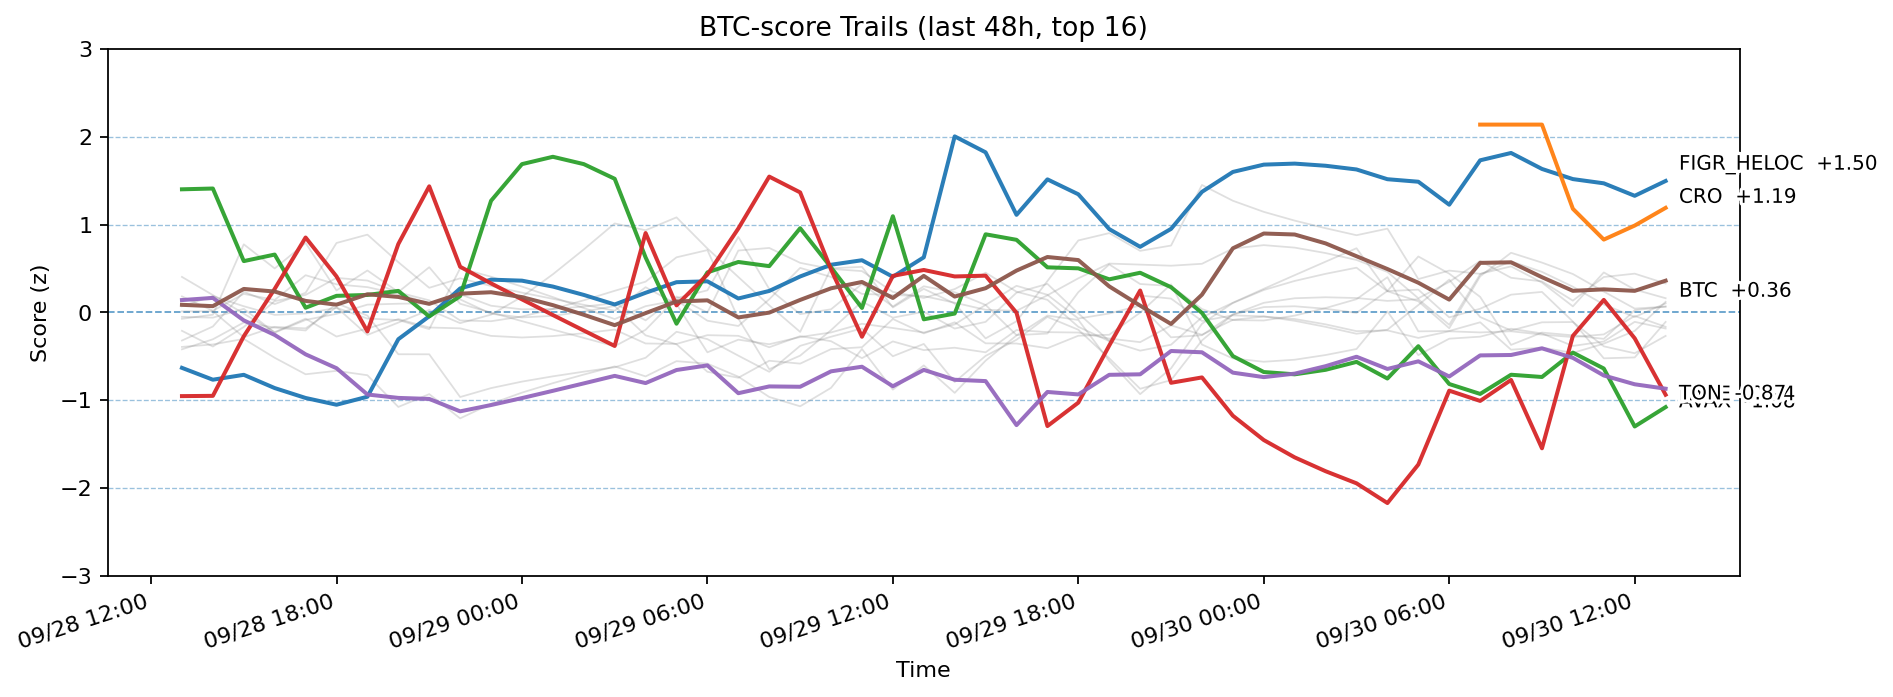 BTC-score Trails (last 48h, top 16)
Score (z)
3
2
1
0
−1
−2
−3
FIGR_HELOC +1.50
CRO +1.19
BTC +0.36
09/28 12:00
09/28 18:00
09/29 00:00
09/29 06:00
09/29 12:00
09/29 18:00
09/30 00:00
09/30 06:00
09/30 12:00
Time